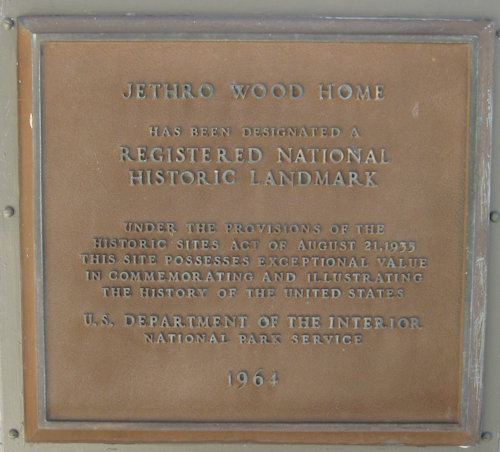 JETHRO WOOD HOME
HAS BEEN DESIGNATED A
REGISTERED NATIONAL
HISTORIC LANDMARK
UNDER THE PROVISIONS OF THE
HISTORIC SITES ACT OF AUGUST 21, 1935
THIS SITE POSSESSES EXCEPTIONAL VALUE
IN COMMEMORATING AND ILLUSTRATING
THE HISTORY OF THE UNITED STATES
U.S. DEPARTMENT OF THE INTERIOR
NATIONAL PARK SERVICE
1964